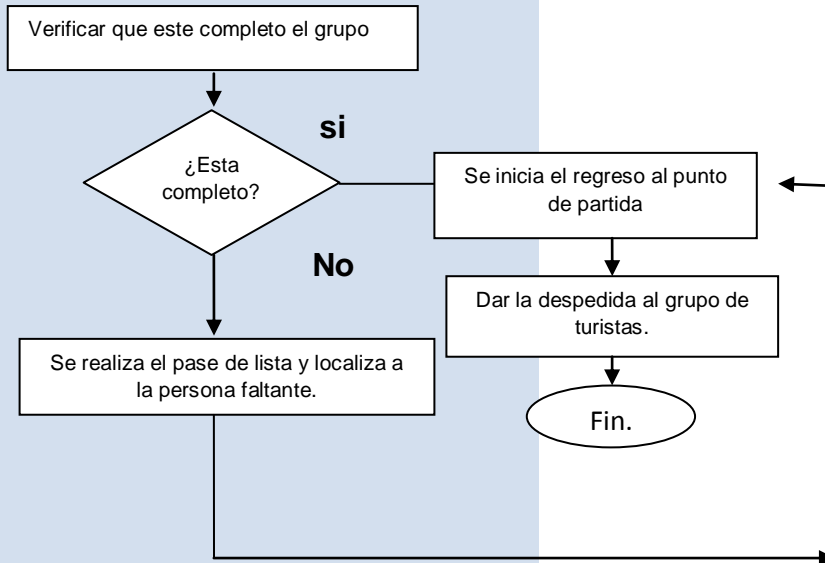 Verificar que este completo el grupo
si
¿Esta
completo?
Se inicia el regreso al punto
de partida
No
Dar la despedida al grupo de
turistas.
Se realiza el pase de lista y localiza a
la persona faltante.
Fin.